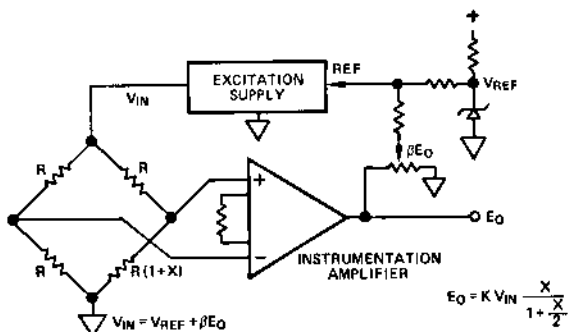 +
EXCITATION
SUPPLY
REF
VREF
VIN
βEO
R
R
R
R(1+X)
+
−
INSTRUMENTATION
AMPLIFIER
EO
VIN = VREF + βEO
EO = K VIN X / 1 + X/2